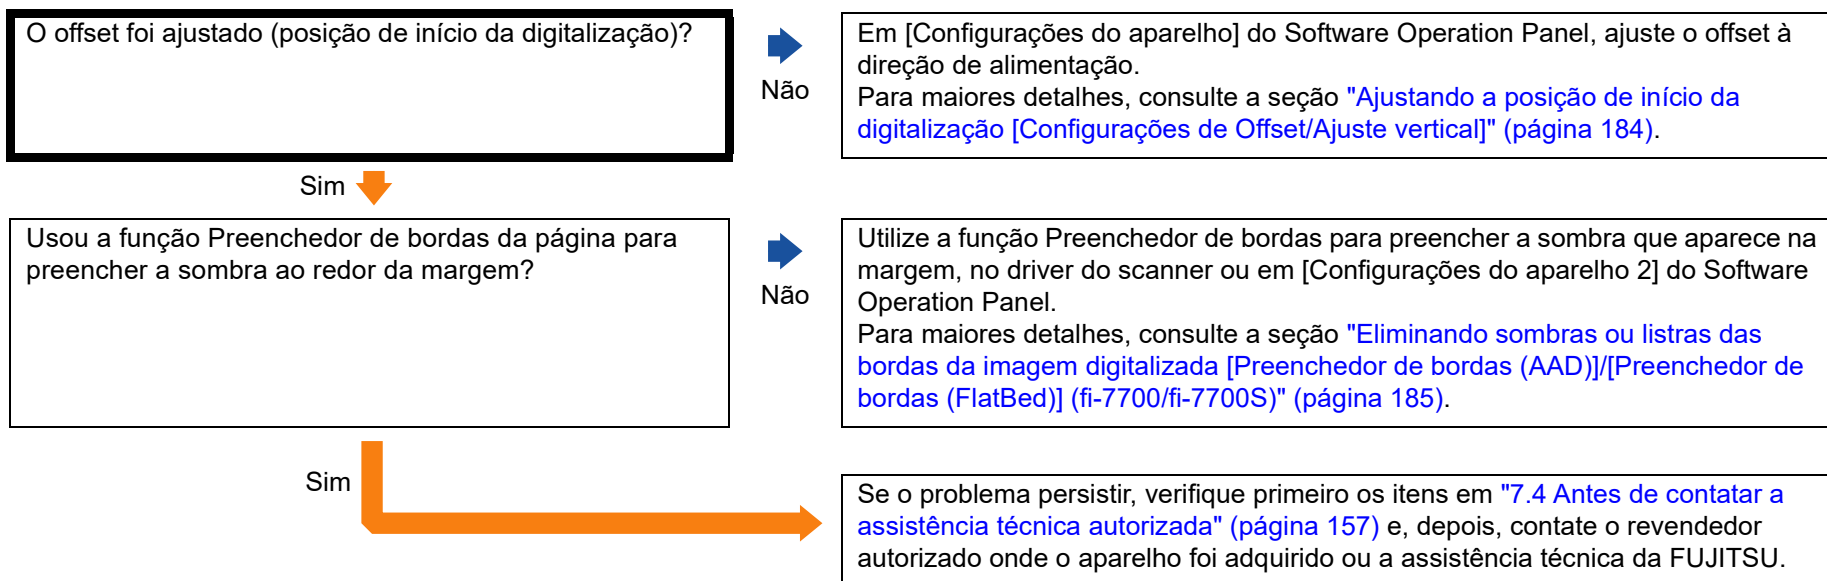 O offset foi ajustado (posição de início da digitalização)?
Não
Em [Configurações do aparelho] do Software Operation Panel, ajuste o offset à
direção de alimentação.
Para maiores detalhes, consulte a seção "Ajustando a posição de início da
digitalização [Configurações de Offset/Ajuste vertical]" (página 184).
Sim
Usou a função Preenchedor de bordas da página para
preencher a sombra ao redor da margem?
Não
Utilize a função Preenchedor de bordas para preencher a sombra que aparece na
margem, no driver do scanner ou em [Configurações do aparelho 2] do Software
Operation Panel.
Para maiores detalhes, consulte a seção "Eliminando sombras ou listras das
bordas da imagem digitalizada [Preenchedor de bordas (AAD)]/[Preenchedor de
bordas (FlatBed)] (fi-7700/fi-7700S)" (página 185).
Sim
Se o problema persistir, verifique primeiro os itens em "7.4 Antes de contatar a
assistência técnica autorizada" (página 157) e, depois, contate o revendedor
autorizado onde o aparelho foi adquirido ou a assistência técnica da FUJITSU.